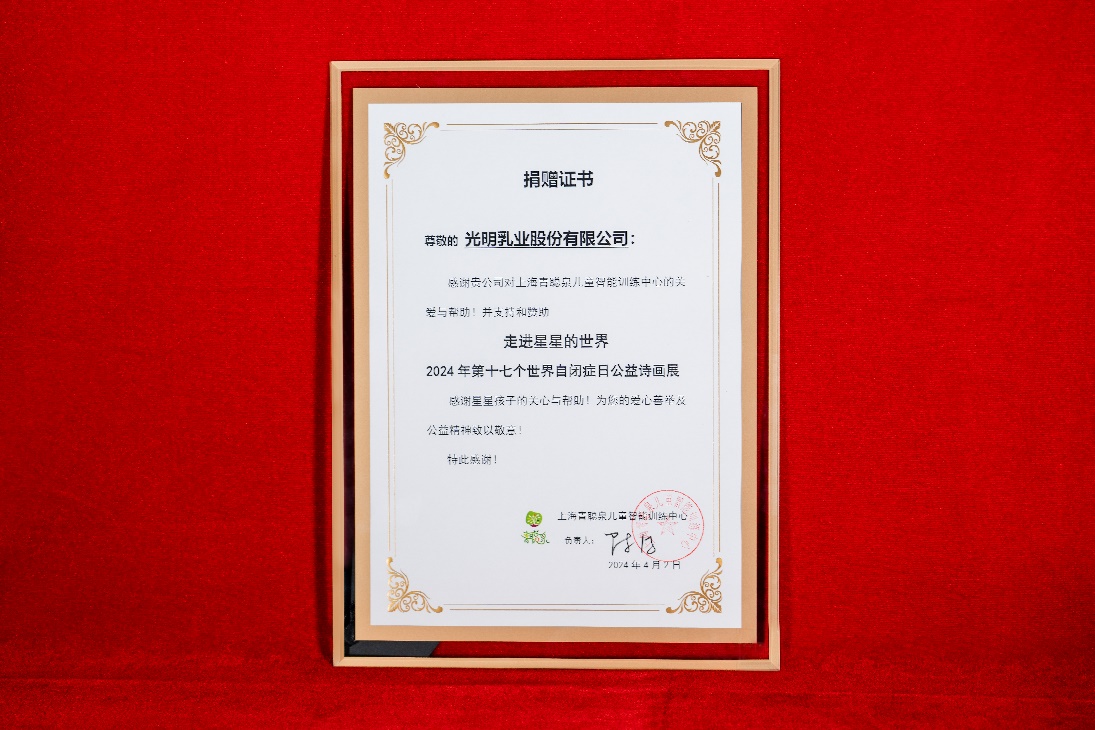 捐赠证书
尊敬的 光明乳业股份有限公司：
感谢贵公司对上海青聪泉儿童智能训练中心的关
爱与帮助！并支持和赞助
走进星星的世界
2024 年第十七个世界自闭症日公益诗画展
感谢星星孩子的关心与帮助！为您的爱心善举及
公益精神致以敬意！
特此感谢！
上海青聪泉儿童智能训练中心
青聪泉
负责人：
2024 年 4 月 2 日